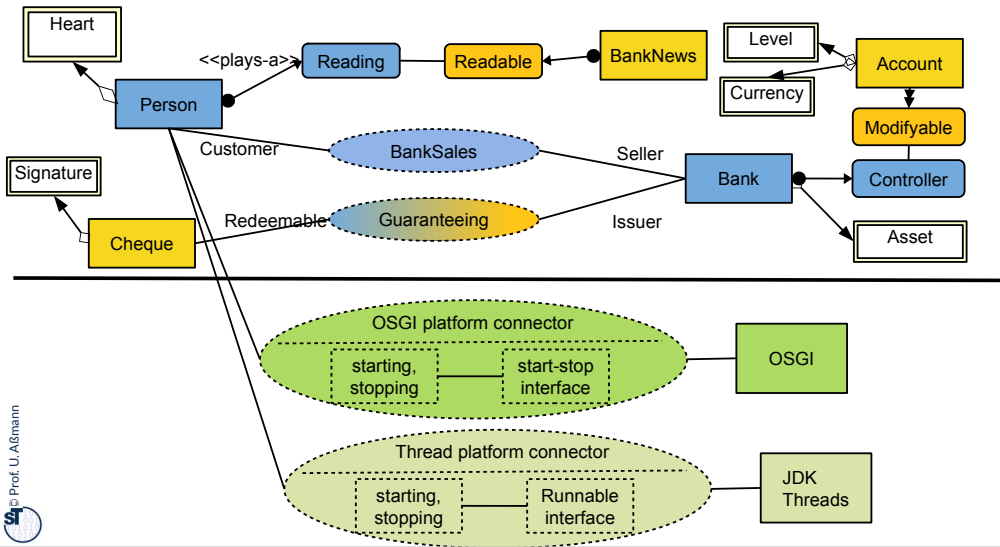 Heart
Level
<<plays-a>>
Reading
Readable
BankNews
Account
Currency
Person
Modifyable
Customer
BankSales
Seller
Signature
Bank
Controller
Redeemable
Guaranteeing
Issuer
Cheque
Asset
OSGI platform connector
starting,
stopping
start-stop
interface
OSGI
Thread platform connector
starting,
stopping
Runnable
interface
JDK
Threads
© Prof. U. Aßmann
ST